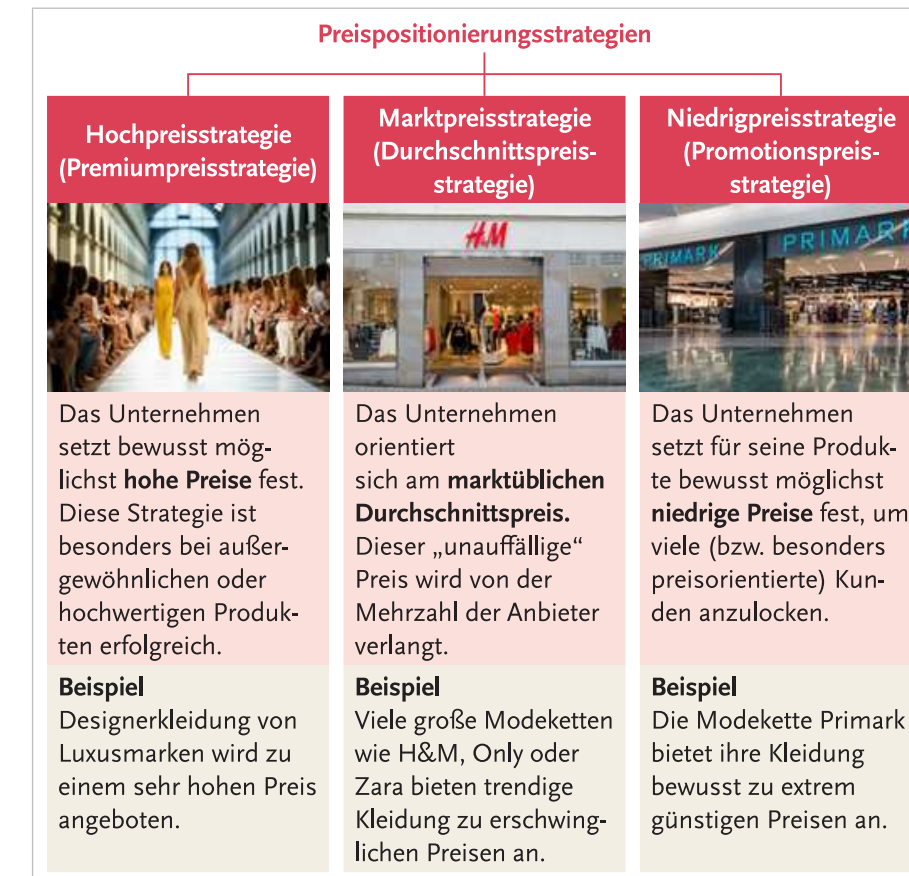 Preispositionierungsstrategien
Hochpreisstrategie
(Premiumpreisstrategie)
Das Unternehmen
setzt bewusst mög-
lichst hohe Preise fest.
Diese Strategie ist
besonders bei außer-
gewöhnlichen oder
hochwertigen Produk-
ten erfolgreich.
Beispiel
Designerkleidung von
Luxusmarken wird zu
einem sehr hohen Preis
angeboten.
Marktpreisstrategie
(Durchschnittspreis-
strategie)
H&M
Das Unternehmen
orientiert
sich am marktüblichen
Durchschnittspreis.
Dieser „unauffällige“
Preis wird von der
Mehrzahl der Anbieter
verlangt.
Beispiel
Viele große Modeketten
wie H&M, Only oder
Zara bieten trendige
Kleidung zu erschwing-
lichen Preisen an.
Niedrigpreisstrategie
(Promotionspreis-
strategie)
PRIMARK
PRIMARK
Das Unternehmen
setzt für seine Produk-
te bewusst möglichst
niedrige Preise fest, um
viele (bzw. besonders
preisorientierte) Kun-
den anzulocken.
Beispiel
Die Modekette Primark
bietet ihre Kleidung
bewusst zu extrem
günstigen Preisen an.